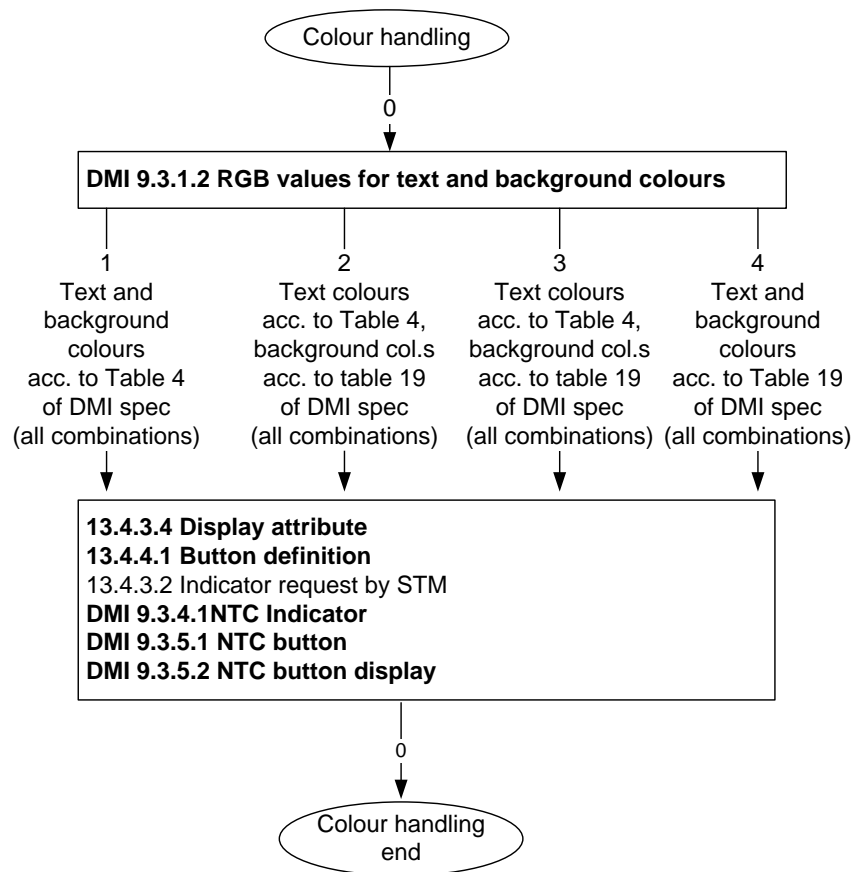 Colour handling
0
DMI 9.3.1.2 RGB values for text and background colours
1
Text and
background
colours
acc. to Table 4
of DMI spec
(all combinations)
2
Text colours
acc. to Table 4,
background col.s
acc. to table 19
of DMI spec
(all combinations)
3
Text colours
acc. to Table 4,
background col.s
acc. to table 19
of DMI spec
(all combinations)
4
Text and
background
colours
acc. to Table 19
of DMI spec
(all combinations)
13.4.3.4 Display attribute
13.4.4.1 Button definition
13.4.3.2 Indicator request by STM
DMI 9.3.4.1NTC Indicator
DMI 9.3.5.1 NTC button
DMI 9.3.5.2 NTC button display
0
Colour handling
end